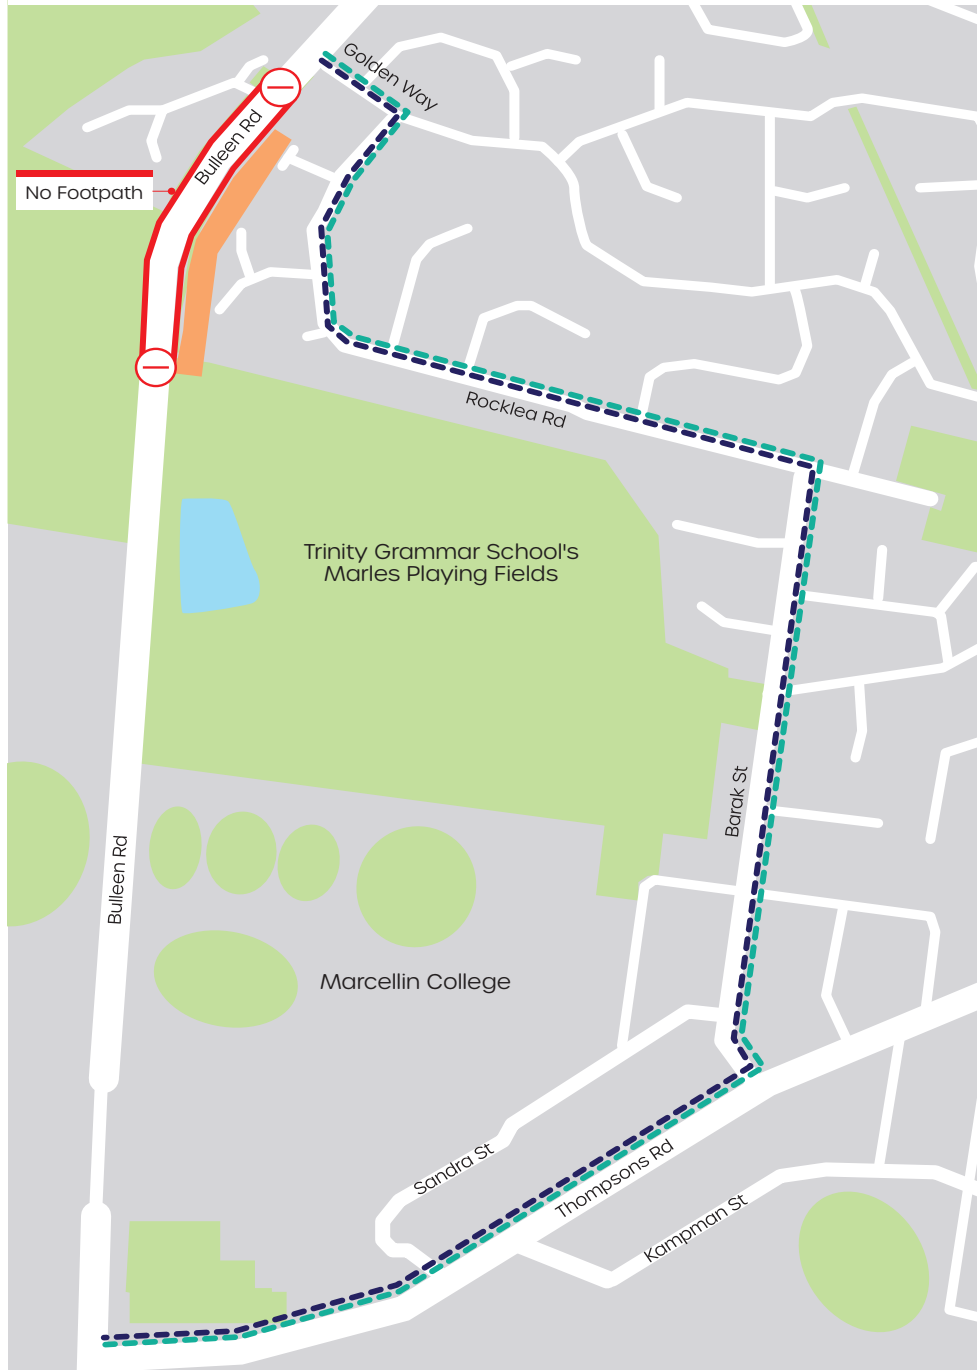 Golden Way
Bulleen Rd
No Footpath
Rocklea Rd
Trinity Grammar School's
Marles Playing Fields
Barak St
Bulleen Rd
Marcellin College
Sandra St
Thompsons Rd
Kampman St